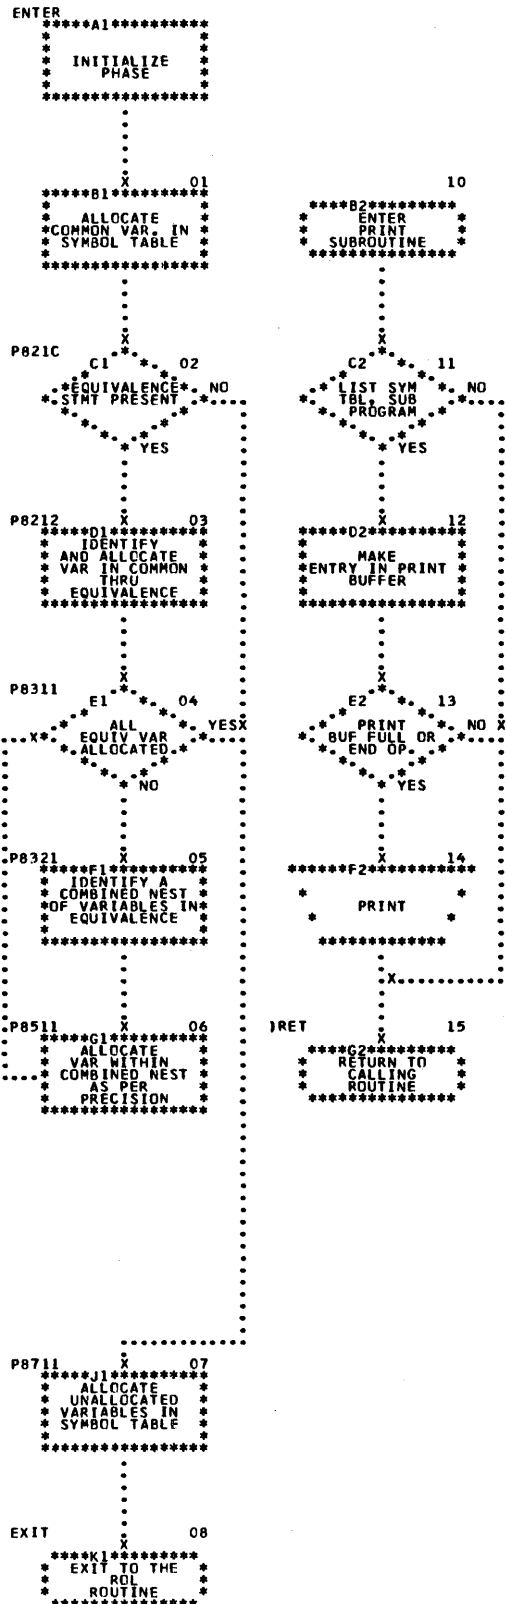 ENTER
A1
INITIALIZE
PHASE
01
B1
ALLOCATE
COMMON VAR. IN
SYMBOL TABLE
P821C
C1
02
EQUIVALENCE
STMT PRESENT
NO
YES
P8212
03
D1
IDENTIFY
AND ALLOCATE
VAR IN COMMON
THRU
EQUIVALENCE
P8311
E1
04
ALL
EQUIV VAR
ALLOCATED
YES
NO
P8321
05
F1
IDENTIFY A
COMBINED NEST
OF VARIABLES IN
EQUIVALENCE
P8511
06
G1
ALLOCATE
VAR WITHIN
COMBINED NEST
AS PER
PRECISION
P8711
07
J1
ALLOCATE
UNALLOCATED
VARIABLES IN
SYMBOL TABLE
EXIT
08
K1
EXIT TO THE
ROL
ROUTINE
10
B2
ENTER
PRINT
SUBROUTINE
C2
11
LIST SYM
TBL, SUB
PROGRAM
NO
YES
12
D2
MAKE
ENTRY IN PRINT
BUFFER
E2
13
PRINT
BUF FULL OR
END OP.
NO
YES
14
F2
PRINT
)RET
15
G2
RETURN TO
CALLING
ROUTINE